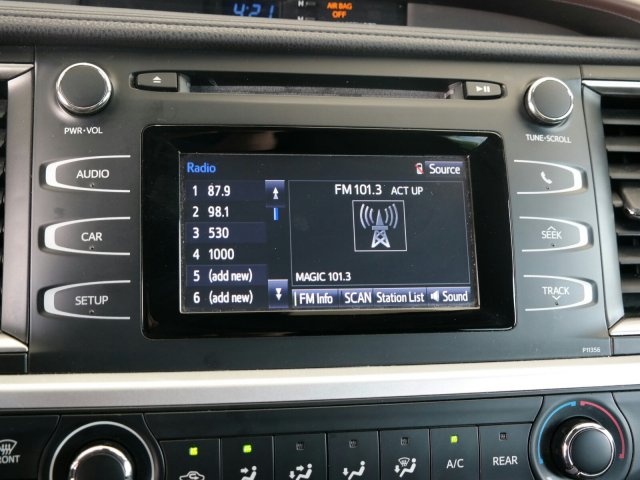 4:21
AIR BAG
OFF
PWR·VOL
TUNE·SCROLL
AUDIO
CAR
SETUP
SEEK
TRACK
Radio
Source
1 87.9
2 98.1
3 530
4 1000
5 (add new)
6 (add new)
FM 101.3 ACT UP
MAGIC 101.3
FM Info SCAN Station List Sound
P11356
FRONT
A/C
REAR